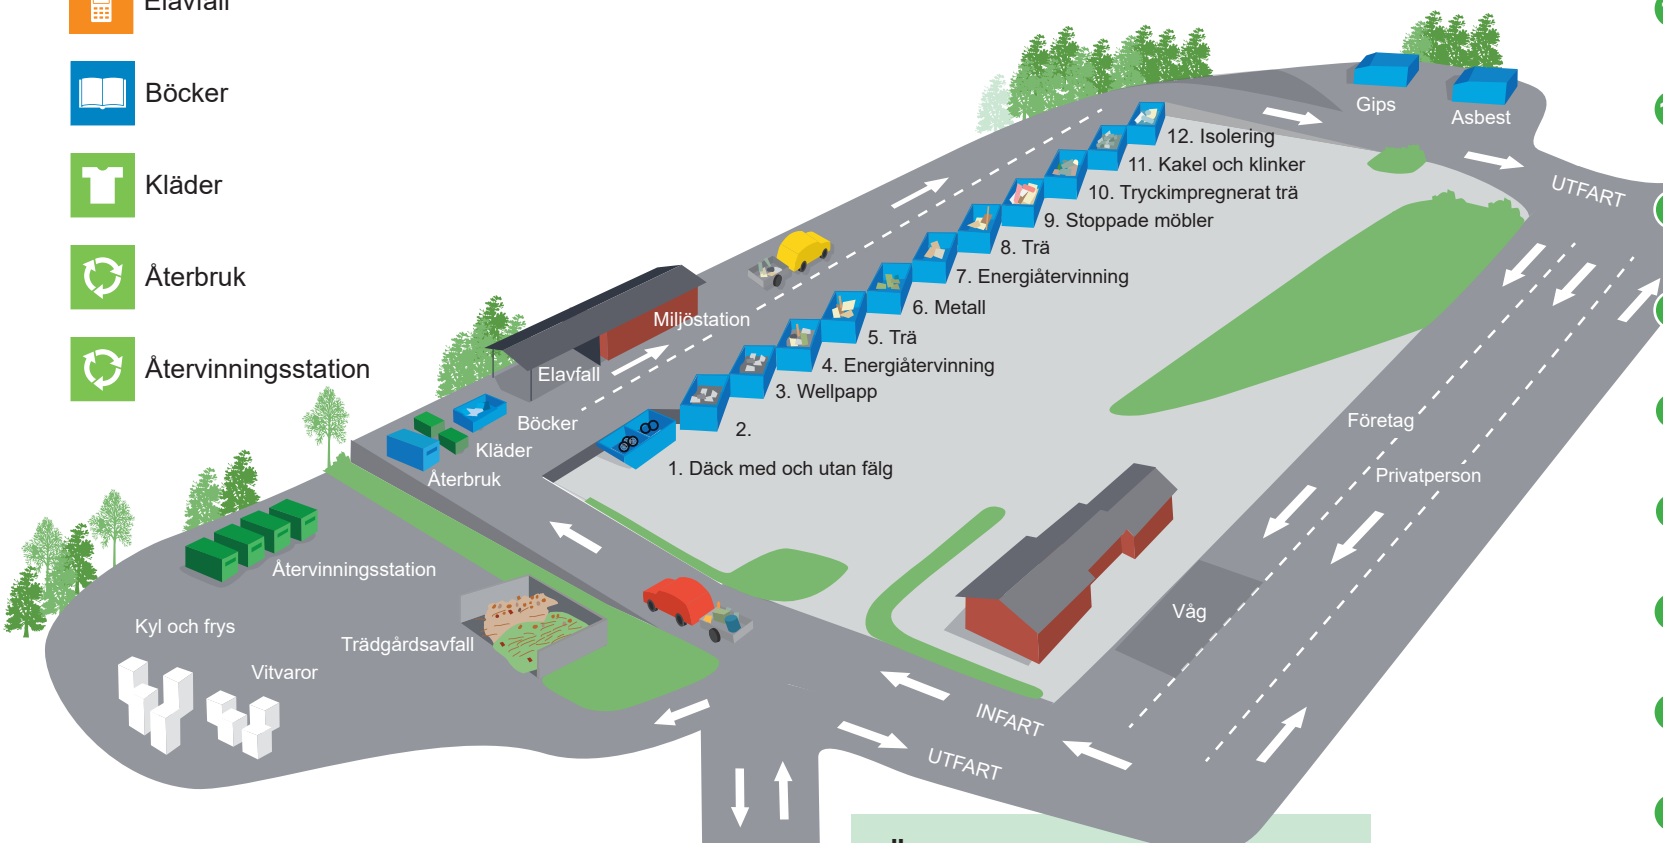 Elavfall
Böcker
Kläder
Återbruk
Återvinningsstation
Gips
Asbest
UTFART
12. Isolering
11. Kakel och klinker
10. Tryckimpregnerat trä
9. Stoppade möbler
8. Trä
7. Energiåtervinning
6. Metall
5. Trä
4. Energiåtervinning
3. Wellpapp
2.
1. Däck med och utan fälg
Miljöstation
Elavfall
Böcker
Kläder
Återbruk
Återvinningsstation
Kyl och frys
Vitvaror
Trädgårdsavfall
Företag
Privatperson
Våg
INFART
UTFART